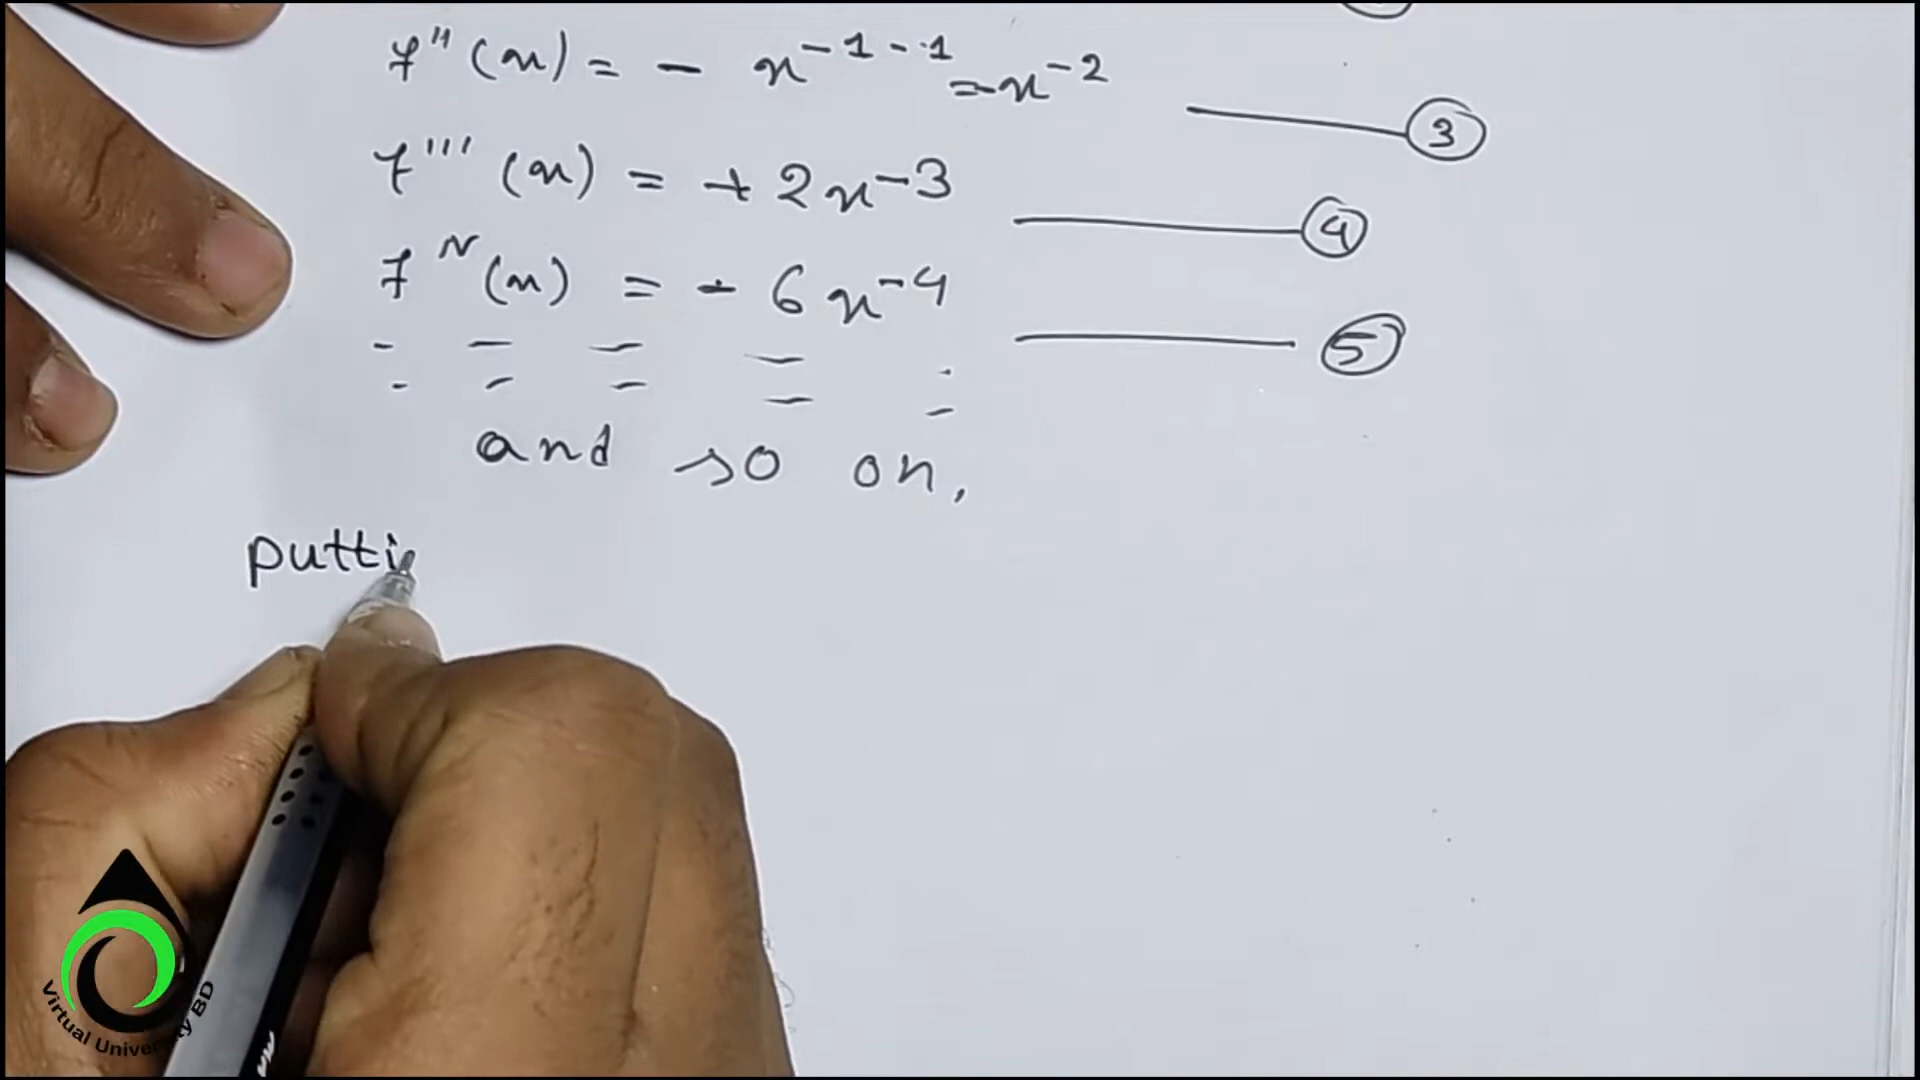 f''(x) = - x^{-1-1} = -x^{-2} ③
f'''(x) = + 2x^{-3} ④
f^{iv}(x) = - 6x^{-4} ⑤
and so on,
putti
Virtual University BD